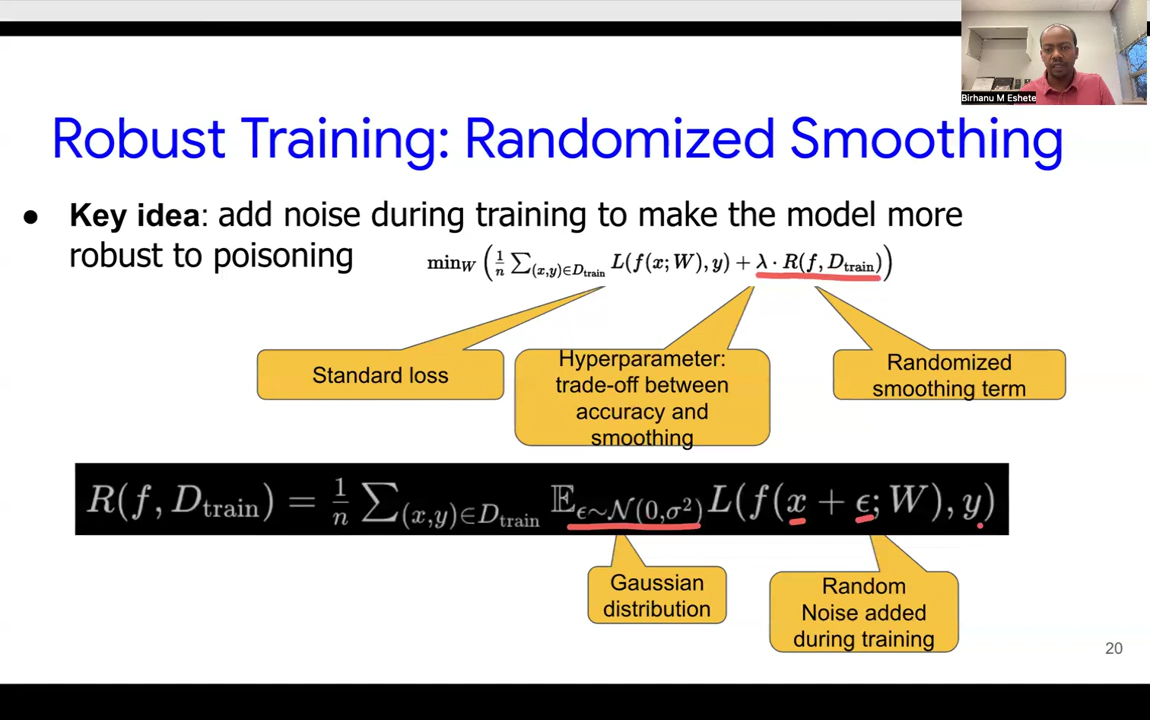 Birhanu M Eshete
Robust Training: Randomized Smoothing
● Key idea: add noise during training to make the model more
robust to poisoning
min_W ( 1/n ∑_{(x,y)∈D_train} L(f(x; W), y) + λ · R(f, D_train) )
Standard loss
Hyperparameter:
trade-off between
accuracy and
smoothing
Randomized
smoothing term
R(f, D_train) = 1/n ∑_{(x,y)∈D_train} 𝔼_{ϵ∼𝒩(0,σ²)} L(f(x + ϵ; W), y)
Gaussian
distribution
Random
Noise added
during training
20